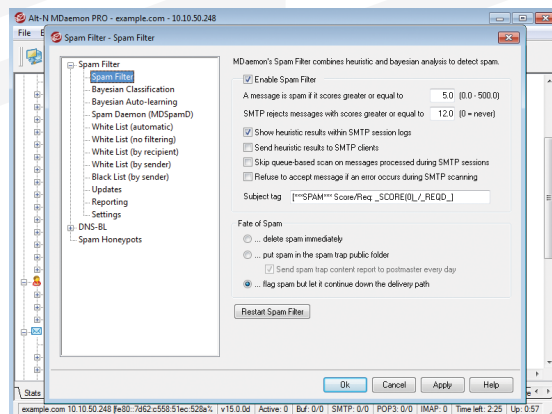 Alt-N MDaemon PRO - example.com - 10.10.50.248
File
Spam Filter - Spam Filter
Spam Filter
Spam Filter
Bayesian Classification
Bayesian Auto-learning
Spam Daemon (MDSpamD)
White List (automatic)
White List (no filtering)
White List (by recipient)
White List (by sender)
Black List (by sender)
Updates
Reporting
Settings
DNS-BL
Spam Honeypots
MDaemon's Spam Filter combines heuristic and bayesian analysis to detect spam.
Enable Spam Filter
A message is spam if it scores greater or equal to 5.0 (0.0 - 500.0)
SMTP rejects messages with scores greater or equal to 12.0 (0 = never)
Show heuristic results within SMTP session logs
Send heuristic results to SMTP clients
Skip queue-based scan on messages processed during SMTP sessions
Refuse to accept message if an error occurs during SMTP scanning
Subject tag [***SPAM*** Score/Req: _SCORE(0)_/_REQD_]
Fate of Spam
... delete spam immediately
... put spam in the spam trap public folder
Send spam trap content report to postmaster every day
... flag spam but let it continue down the delivery path
Restart Spam Filter
Ok Cancel Apply Help
Stats
example.com 10.10.50.248 [fe80::7d62:c558:51ec:528a% v15.0.0d Active: 0 Buf: 0/0 SMTP: 0/0 POP3: 0/0 IMAP: 0 Time left: 2:25 Up: 0:57